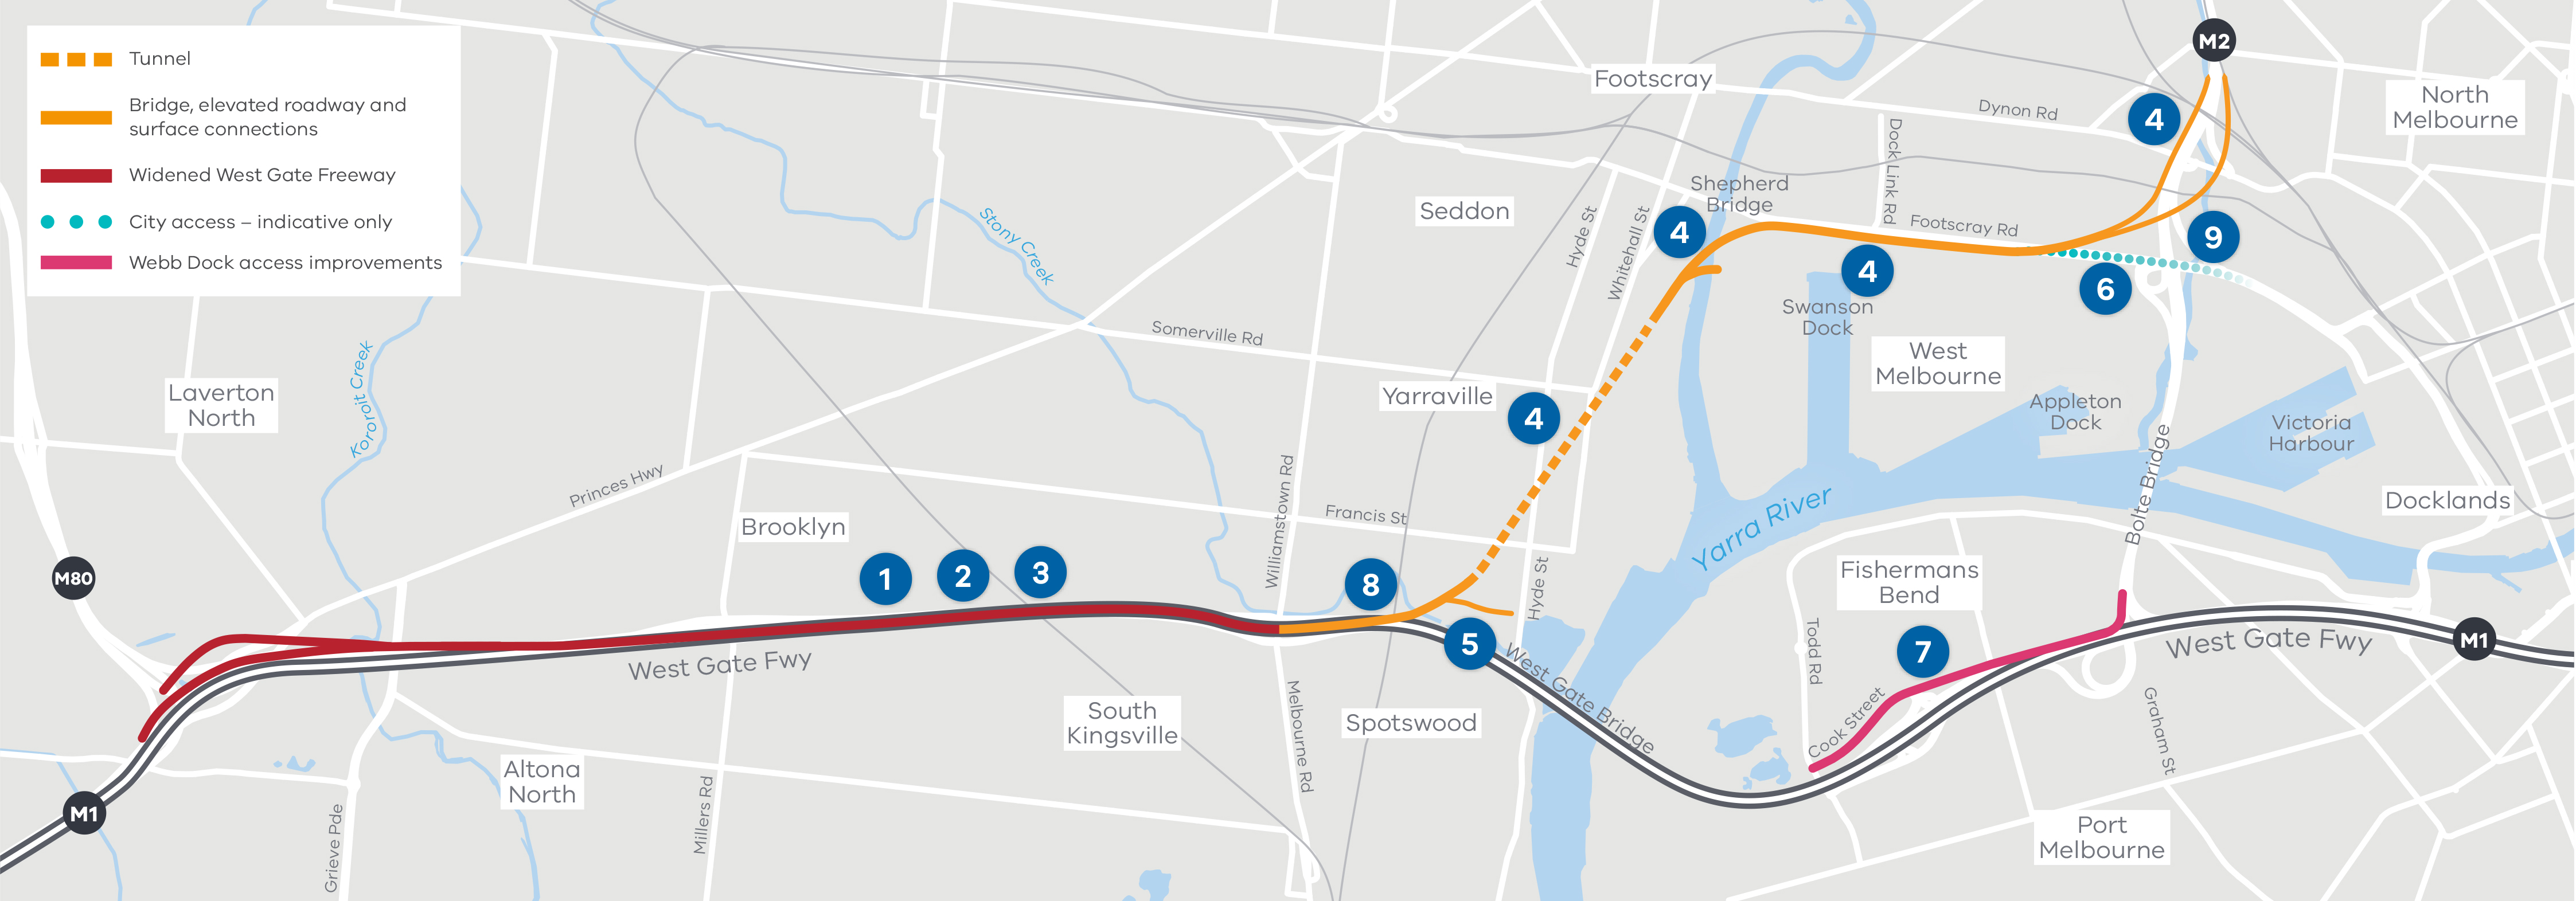 Tunnel
Bridge, elevated roadway and
surface connections
Widened West Gate Freeway
City access – indicative only
Webb Dock access improvements
M2
Footscray
North
Melbourne
Dynon Rd
4
Dock Link Rd
Shepherd
Bridge
Seddon
Hyde St
Whitehall St
4
Footscray Rd
9
Stony Creek
4
6
Swanson
Dock
Somerville Rd
West
Melbourne
Kororoit Creek
Laverton
North
Yarraville
4
Appleton
Dock
Victoria
Harbour
Bolte Bridge
Princes Hwy
Williamstown Rd
Francis St
Yarra River
Docklands
Brooklyn
M80
1
2
3
8
Hyde St
Fishermans
Bend
5
Todd Rd
7
West Gate Fwy
West Gate Fwy
M1
West Gate Bridge
South
Kingsville
Melbourne Rd
Spotswood
Cook Street
Graham St
Altona
North
M1
Grieve Pde
Millers Rd
Port
Melbourne